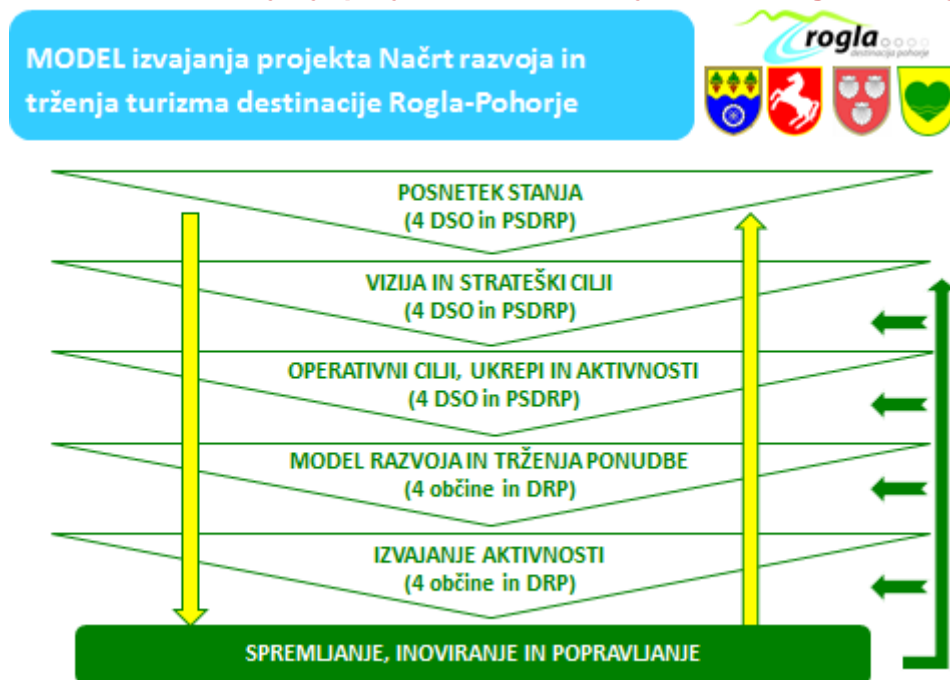 MODEL izvajanja projekta Načrt razvoja in
trženja turizma destinacije Rogla-Pohorje
rogla
destinacija pohorje
POSNETEK STANJA
(4 DSO in PSDRP)
VIZIJA IN STRATEŠKI CILJI
(4 DSO in PSDRP)
OPERATIVNI CILJI, UKREPI IN AKTIVNOSTI
(4 DSO in PSDRP)
MODEL RAZVOJA IN TRŽENJA PONUDBE
(4 občine in DRP)
IZVAJANJE AKTIVNOSTI
(4 občine in DRP)
SPREMLJANJE, INOVIRANJE IN POPRAVLJANJE